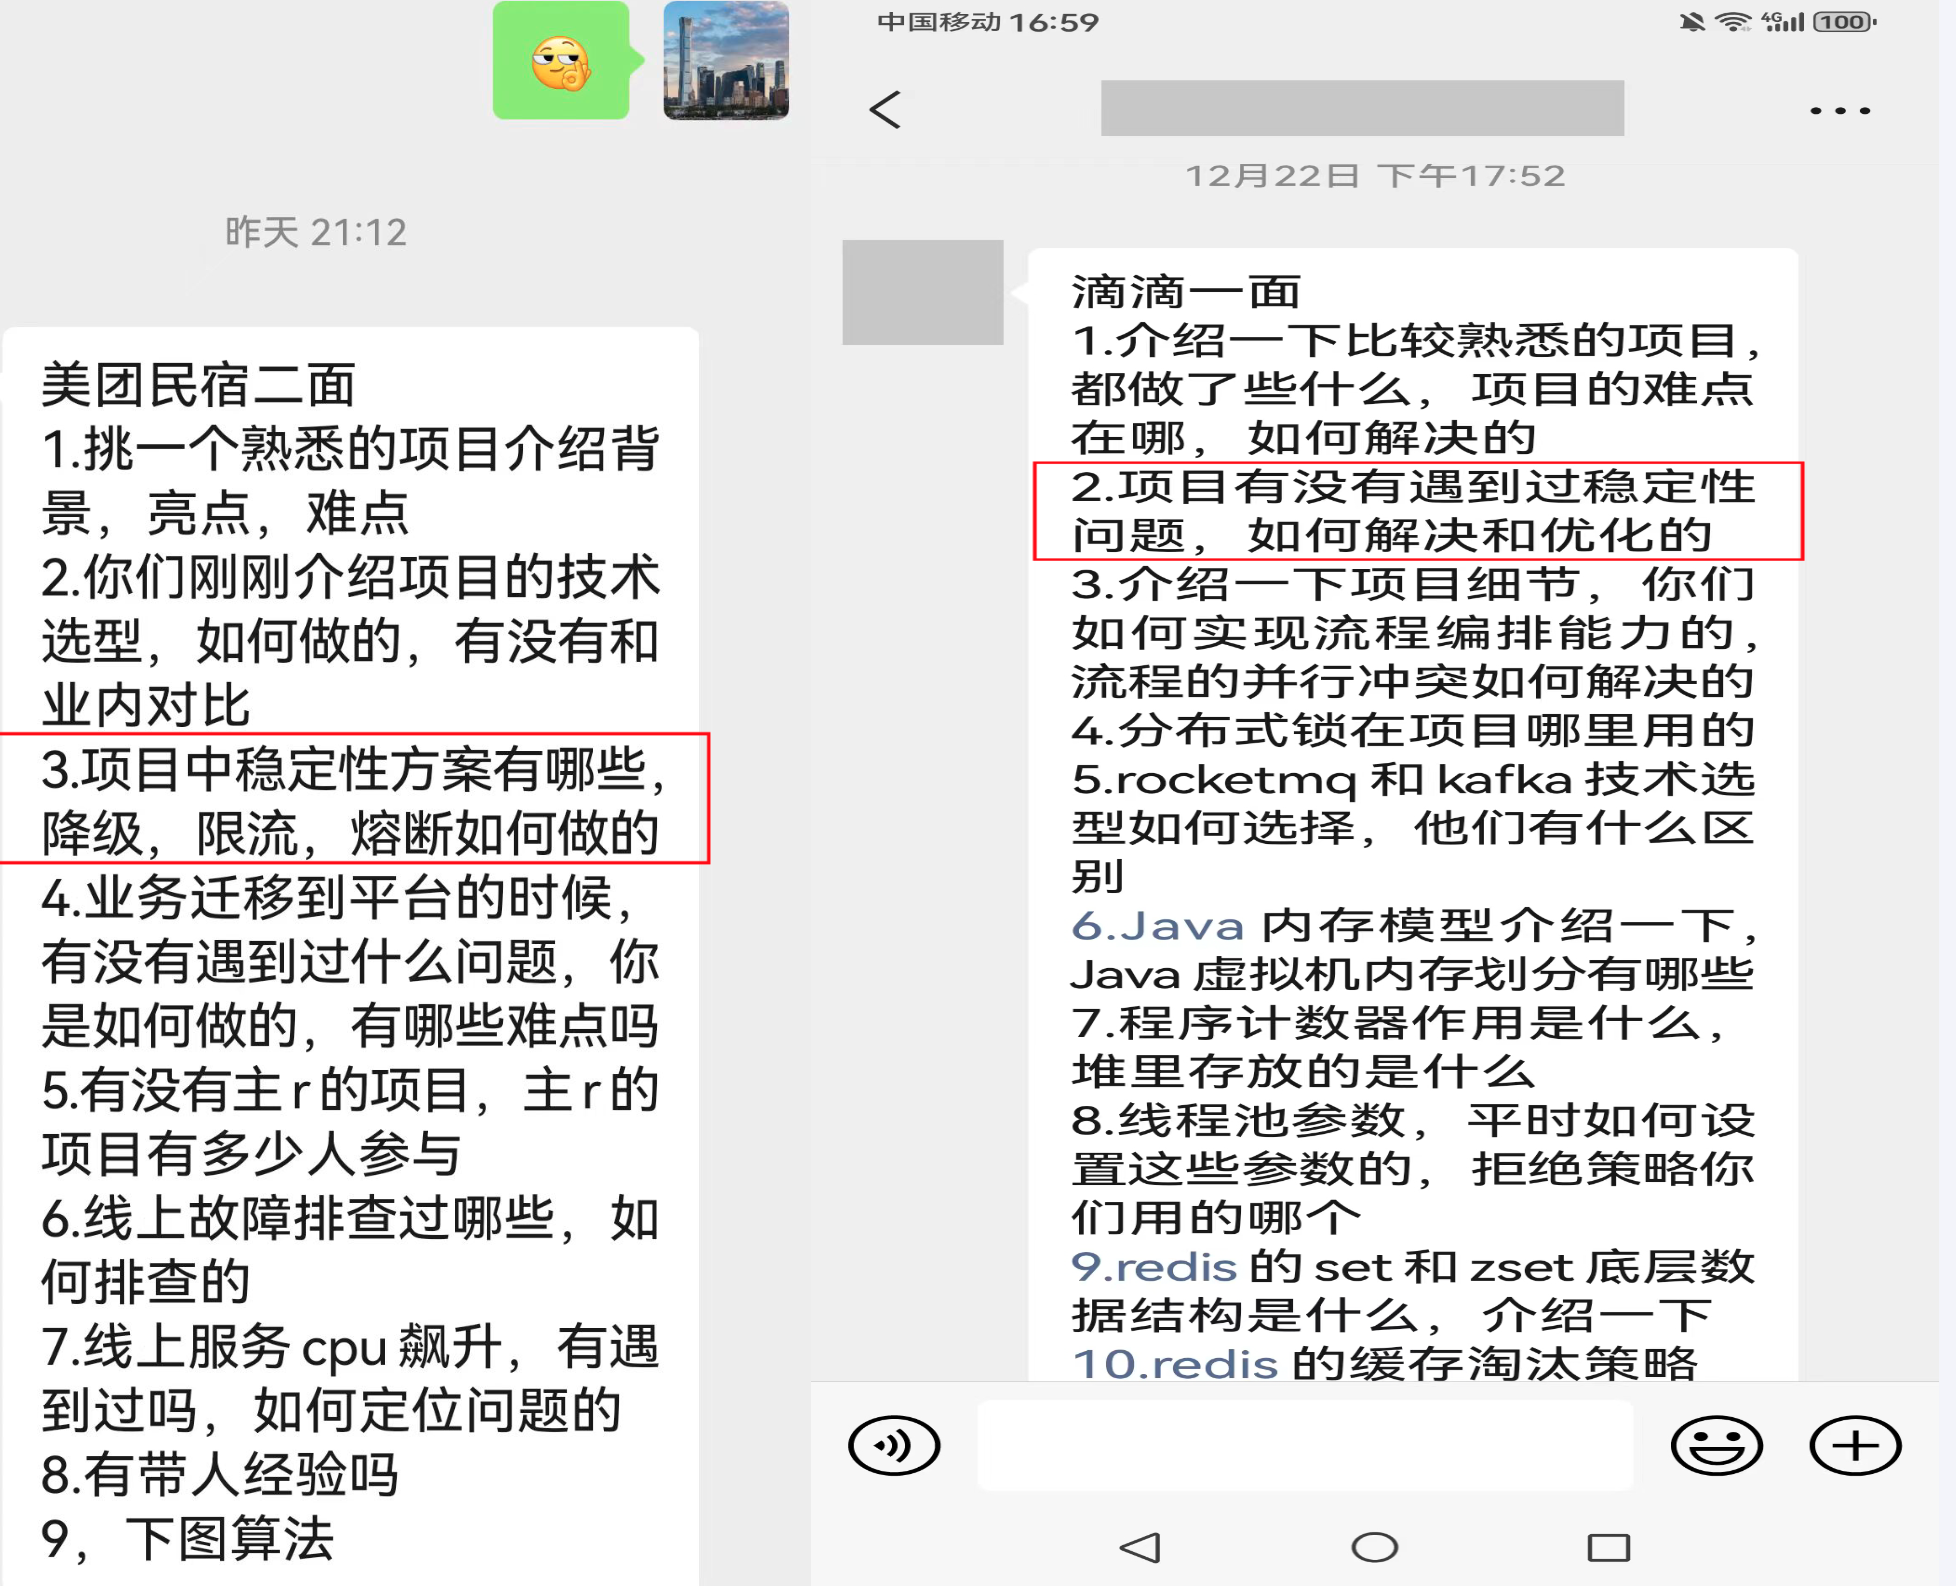 昨天 21:12
美团民宿二面
1.挑一个熟悉的项目介绍背
景，亮点，难点
2.你们刚刚介绍项目的技术
选型，如何做的，有没有和
业内对比
3.项目中稳定性方案有哪些，
降级，限流，熔断如何做的
4.业务迁移到平台的时候，
有没有遇到过什么问题，你
是如何做的，有哪些难点吗
5.有没有主r的项目，主r的
项目有多少人参与
6.线上故障排查过哪些，如
何排查的
7.线上服务cpu飙升，有遇
到过吗，如何定位问题的
8.有带人经验吗
9，下图算法
中国移动 16:59
4G
100
12月22日 下午17:52
滴滴一面
1.介绍一下比较熟悉的项目，
都做了些什么，项目的难点
在哪，如何解决的
2.项目有没有遇到过稳定性
问题，如何解决和优化的
3.介绍一下项目细节，你们
如何实现流程编排能力的，
流程的并行冲突如何解决的
4.分布式锁在项目哪里用的
5.rocketmq 和 kafka 技术选
型如何选择，他们有什么区
别
6.Java 内存模型介绍一下，
Java 虚拟机内存划分有哪些
7.程序计数器作用是什么，
堆里存放的是什么
8.线程池参数，平时如何设
置这些参数的，拒绝策略你
们用的哪个
9.redis 的 set 和 zset 底层数
据结构是什么，介绍一下
10.redis 的缓存淘汰策略